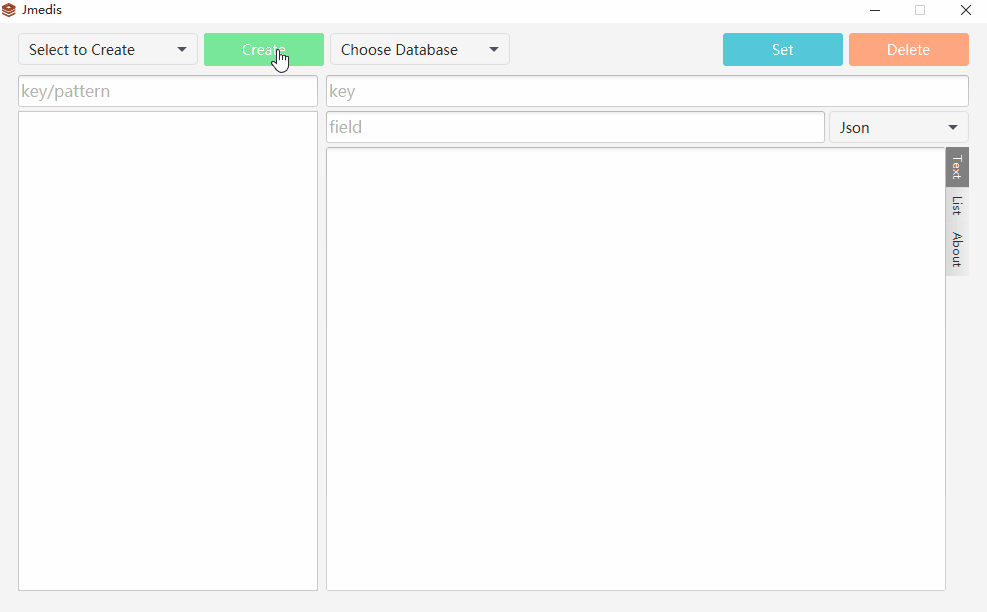 Jmedis
Select to Create
Create
Choose Database
Set
Delete
key/pattern
key
field
Json
Text
List
About